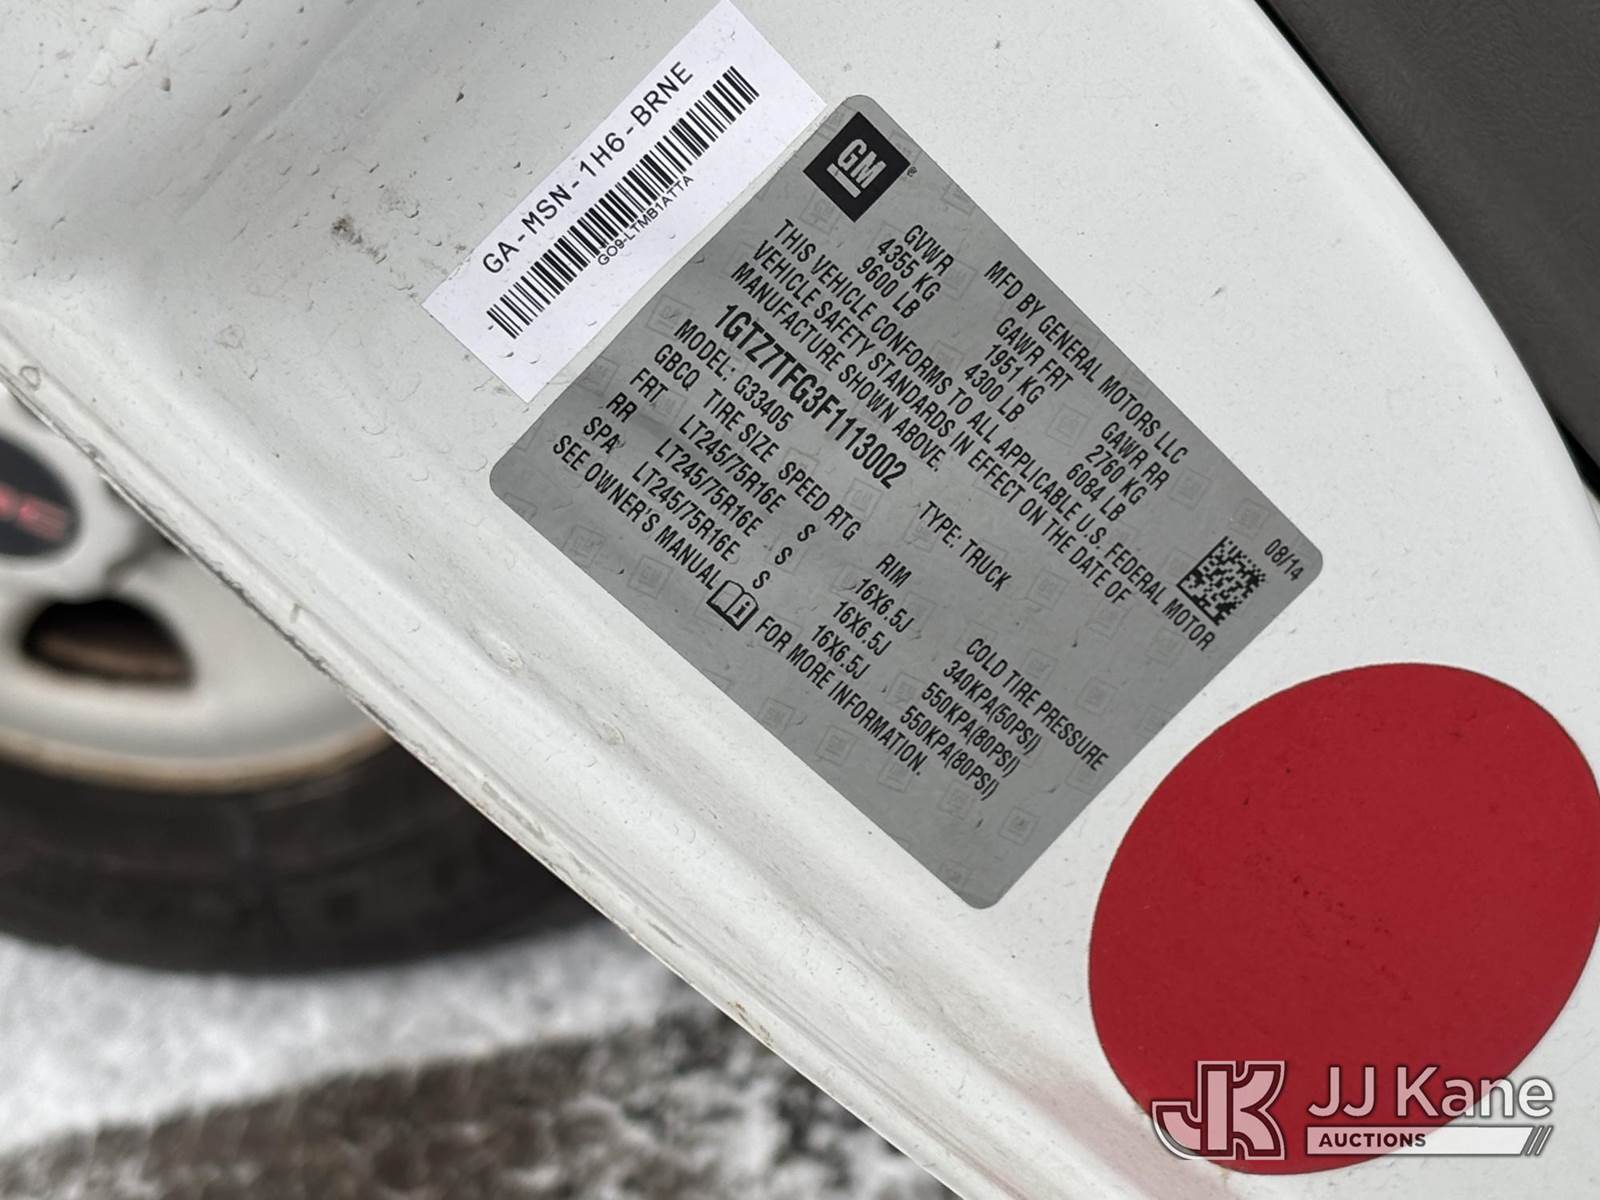 GA-MSN-1H6-BRNE
GO9-LTMB1ATTA
GM
MFD BY GENERAL MOTORS LLC
08/14
GVWR GAWR FRT GAWR RR
4355 KG 1951 KG 2760 KG
9600 LB 4300 LB 6084 LB
THIS VEHICLE CONFORMS TO ALL APPLICABLE U.S. FEDERAL MOTOR
VEHICLE SAFETY STANDARDS IN EFFECT ON THE DATE OF
MANUFACTURE SHOWN ABOVE.
1GTZ7TFG3F1113002 TYPE: TRUCK
MODEL: G33405
GBCQ TIRE SIZE SPEED RTG RIM COLD TIRE PRESSURE
FRT LT245/75R16E S 16X6.5J 340KPA(50PSI)
RR LT245/75R16E S 16X6.5J 550KPA(80PSI)
SPA LT245/75R16E S 16X6.5J 550KPA(80PSI)
SEE OWNER'S MANUAL FOR MORE INFORMATION.
JK JJ Kane
AUCTIONS